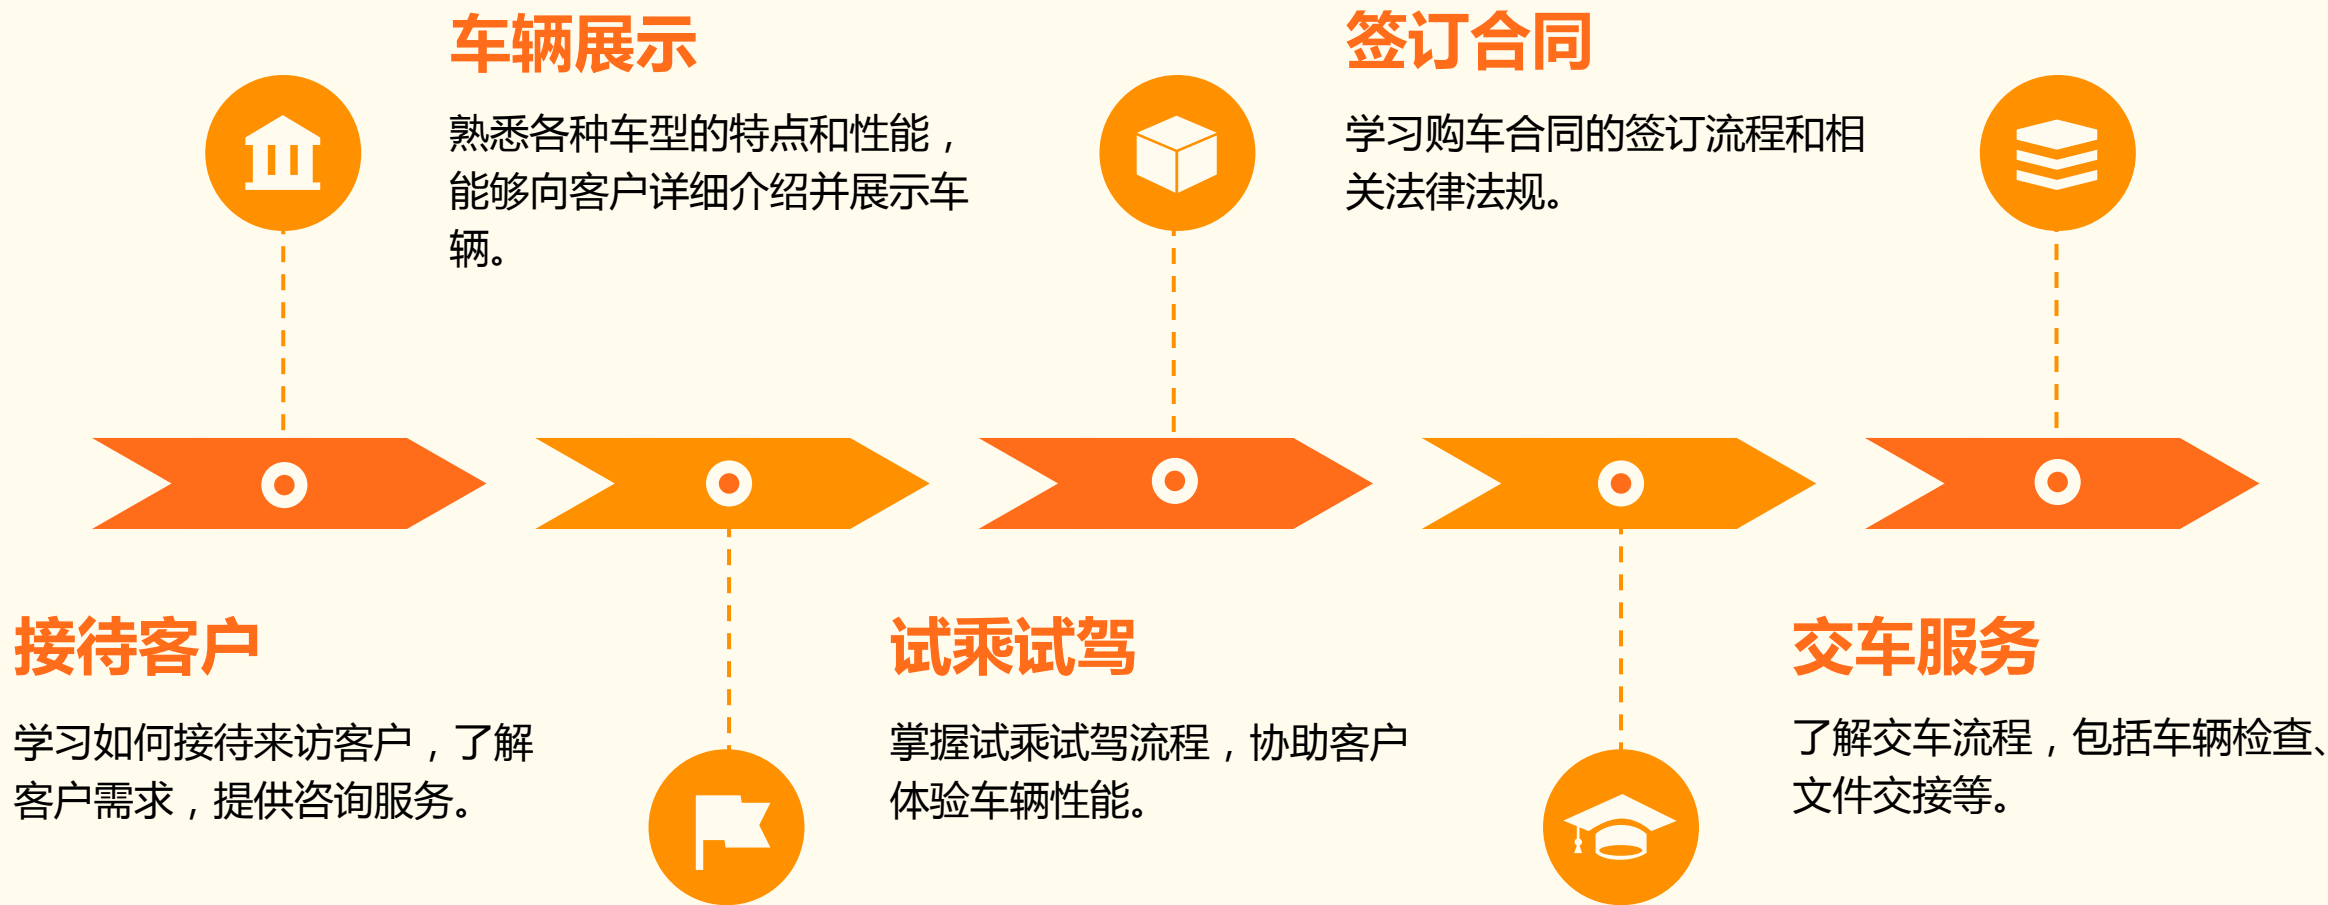 接待客户
学习如何接待来访客户，了解
客户需求，提供咨询服务。
车辆展示
熟悉各种车型的特点和性能，
能够向客户详细介绍并展示车
辆。
试乘试驾
掌握试乘试驾流程，协助客户
体验车辆性能。
签订合同
学习购车合同的签订流程和相
关法律法规。
交车服务
了解交车流程，包括车辆检查、
文件交接等。